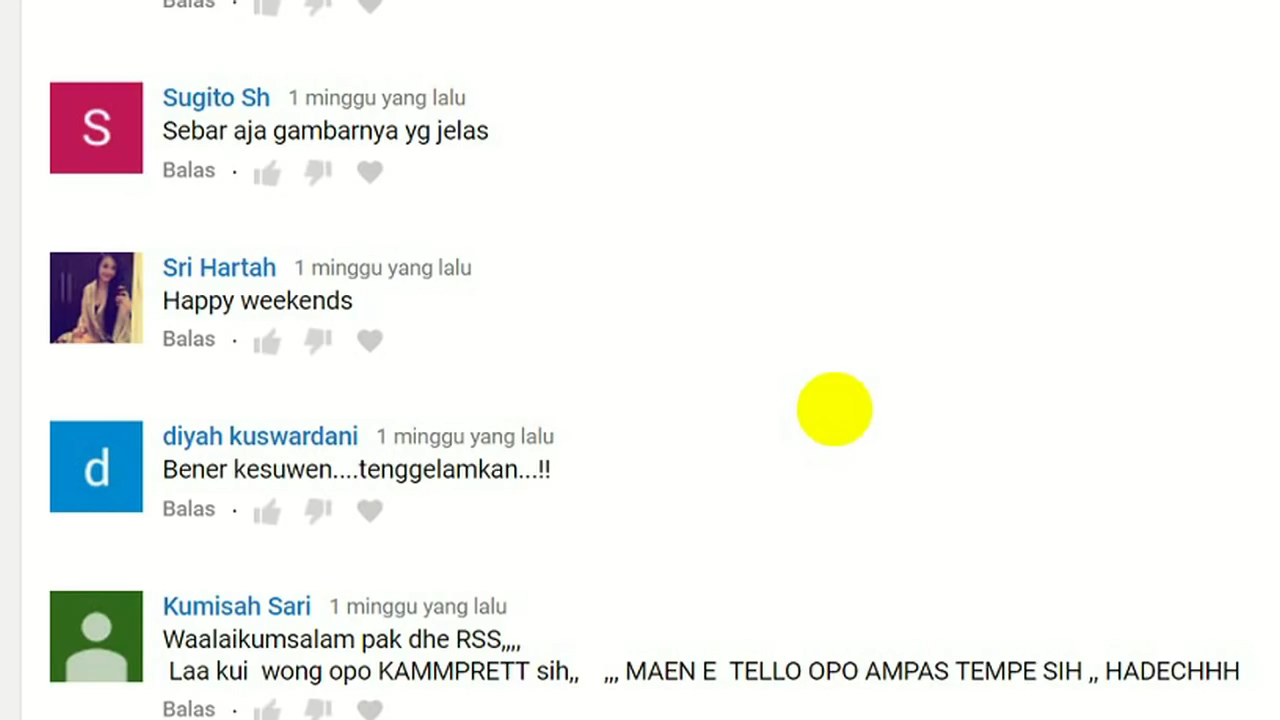 Balas ·
S
Sugito Sh 1 minggu yang lalu
Sebar aja gambarnya yg jelas
Balas ·
Sri Hartah 1 minggu yang lalu
Happy weekends
Balas ·
d
diyah kuswardani 1 minggu yang lalu
Bener kesuwen....tenggelamkan...!!
Balas ·
Kumisah Sari 1 minggu yang lalu
Waalaikumsalam pak dhe RSS,,,,
Laa kui wong opo KAMMPRETT sih,, ,,, MAEN E TELLO OPO AMPAS TEMPE SIH ,, HADECHHH
Balas ·